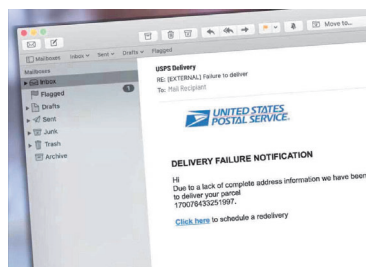 Move to...
Mailboxes Inbox Sent Drafts Flagged
Mailboxes
Inbox
Flagged
1
Drafts
Sent
Junk
Trash
Archive
USPS Delivery
RE: [EXTERNAL] Failure to deliver
To: Mail Recipiant
UNITED STATES
POSTAL SERVICE.
DELIVERY FAILURE NOTIFICATION
Hi
Due to a lack of complete address information we have been
to deliver your parcel
170076433251997.
Click here to schedule a redelivery